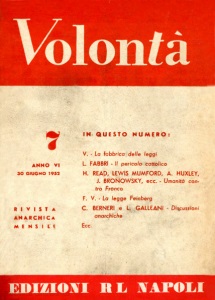 Volontà
7
ANNO VI
30 GIUGNO 1952
RIVISTA
ANARCHICA
MENSILE
IN QUESTO NUMERO:
V. - La fabbrica delle leggi
L. FABBRI - Il pericolo cattolico
H. READ, LEWIS MUMFORD, A. HUXLEY,
J. BRONOWSKY, ecc. - Umanità con-
tro Franco
F. V. - La legge Feinberg
C. BERNERI e L. GALLEANI - Discussioni
anarchiche
Ecc.
EDIZIONI RL NAPOLI